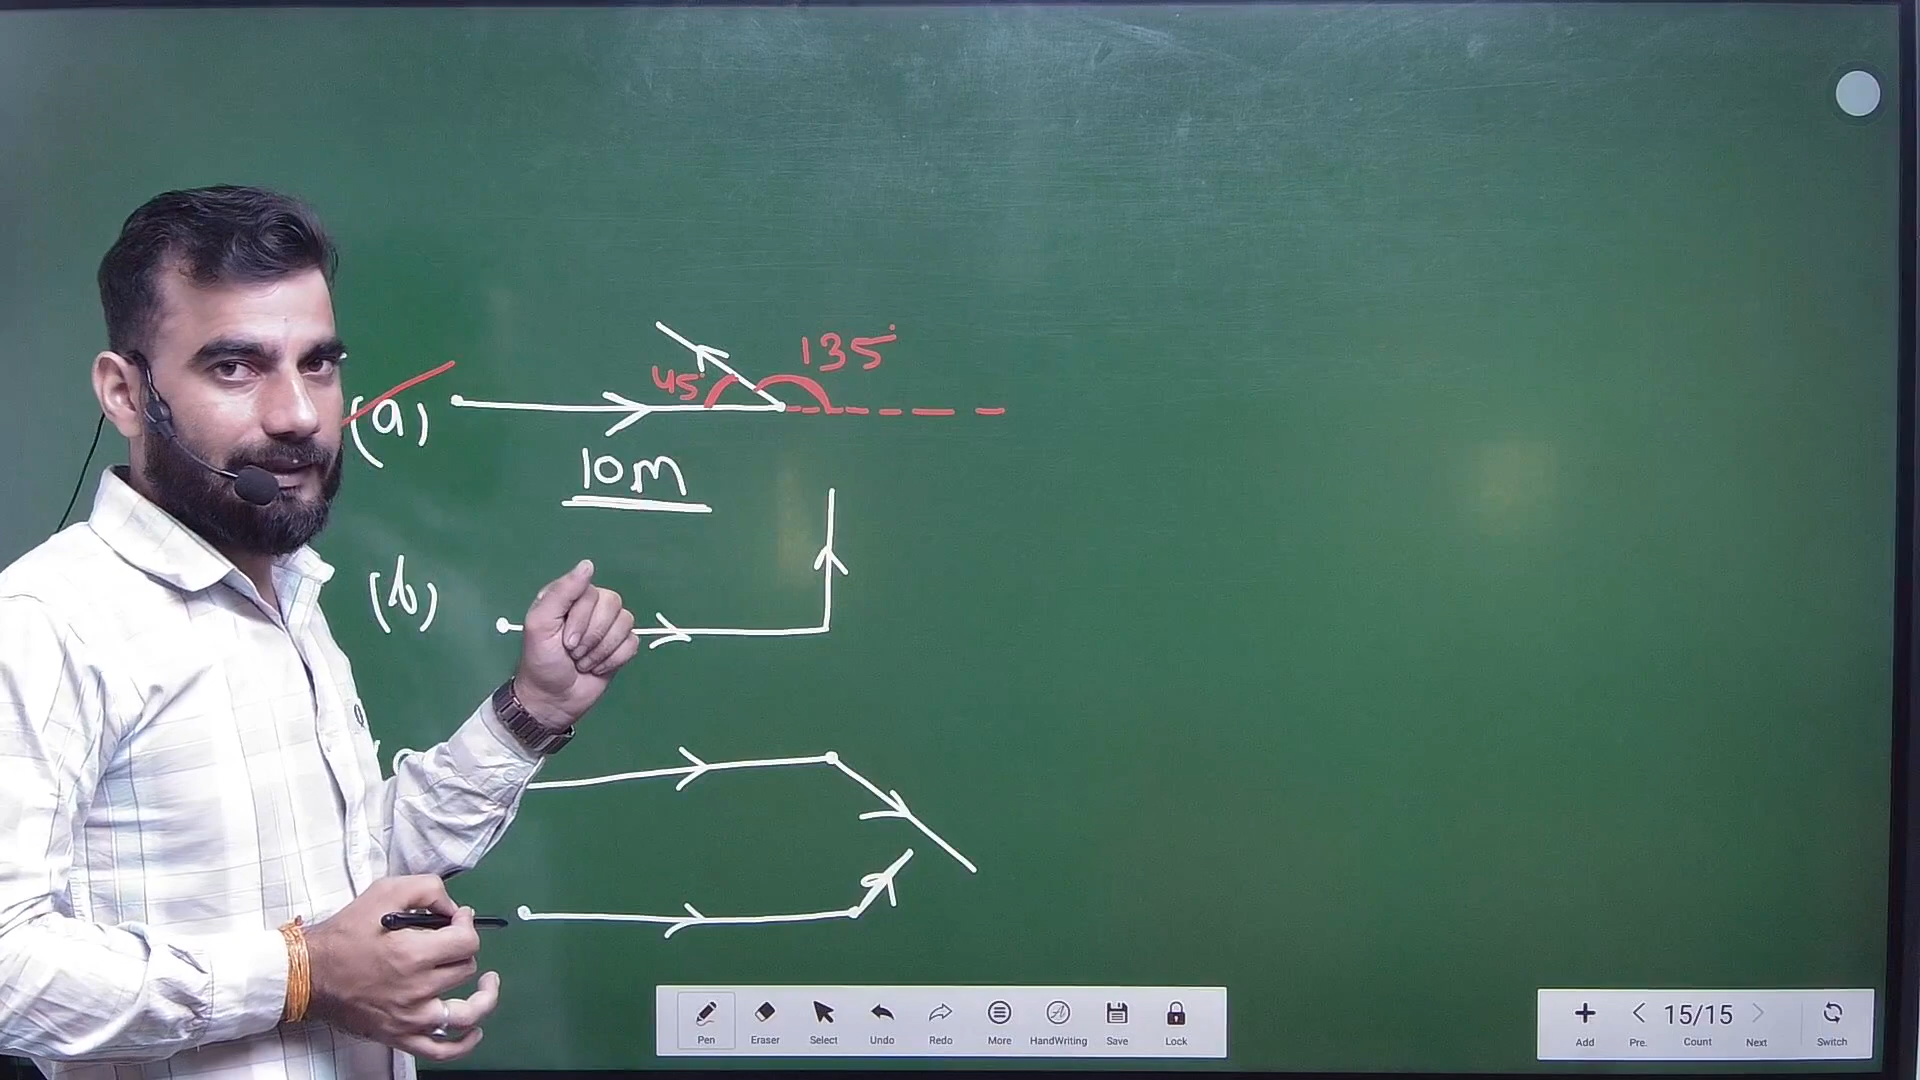 135°
45°
(a)
10m
(b)
Pen Eraser Select Undo Redo More HandWriting Save Lock
15/15
Add Pre. Count Next Switch